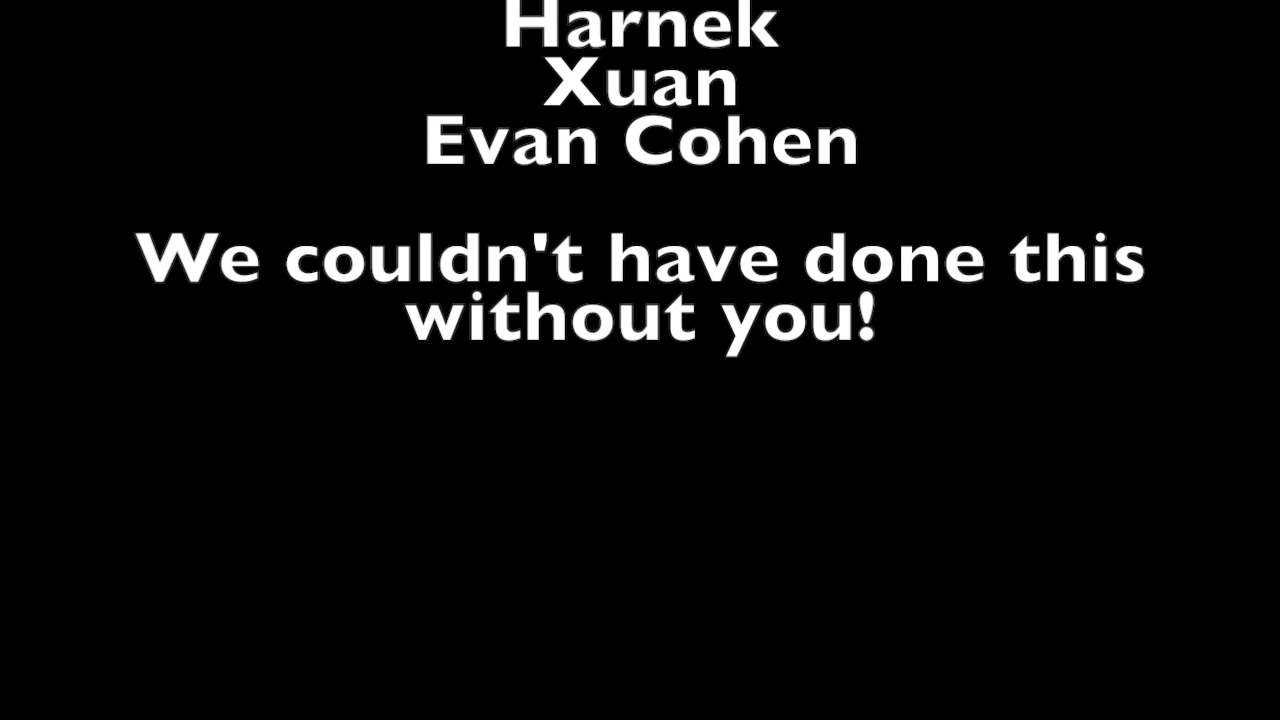 Harnek
Xuan
Evan Cohen
We couldn't have done this
without you!